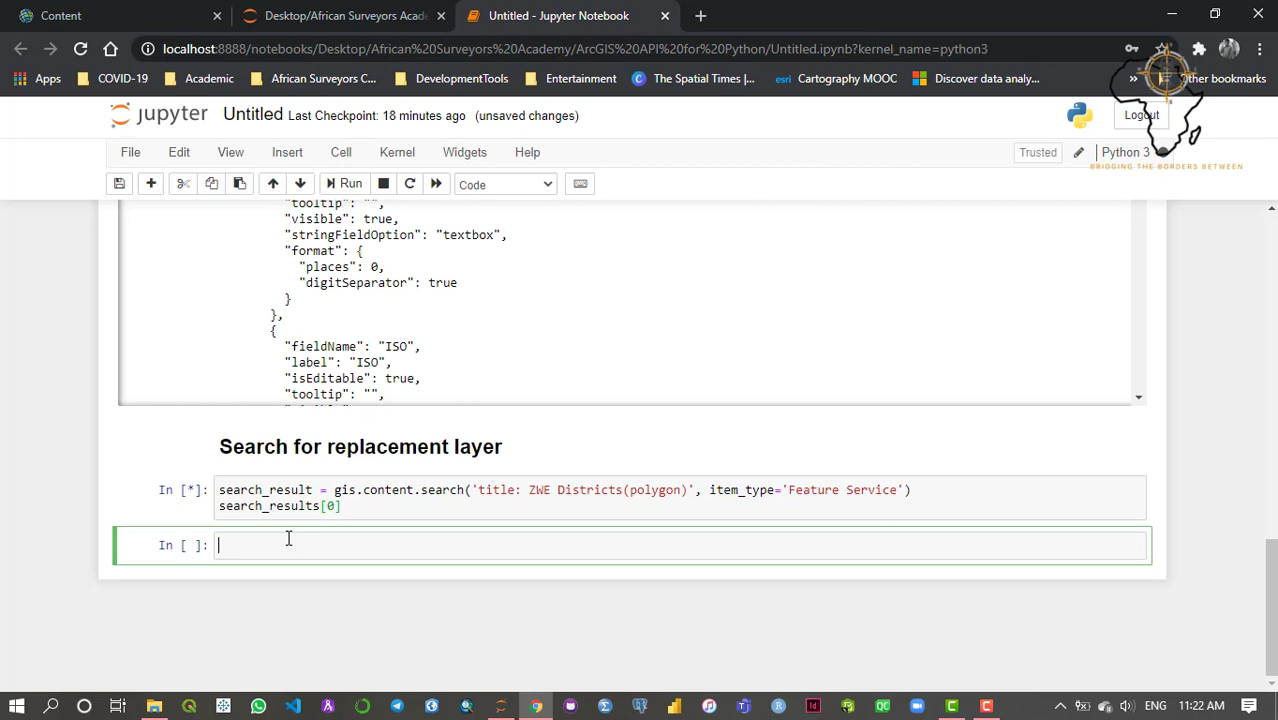 Content
Desktop/African Surveyors Acade
Untitled - Jupyter Notebook
localhost:8888/notebooks/Desktop/African%20Surveyors%20Academy/ArcGIS%20API%20for%20Python/Untitled.ipynb?kernel_name=python3
Apps COVID-19 Academic African Surveyors C... DevelopmentTools Entertainment The Spatial Times |... esri Cartography MOOC Discover data analy... » Other bookmarks
jupyter Untitled Last Checkpoint: 18 minutes ago (unsaved changes) Logout
File Edit View Insert Cell Kernel Widgets Help Trusted Python 3
BRIDGING THE BORDERS BETWEEN
Run Code
"tooltip": "",
"visible": true,
"stringFieldOption": "textbox",
"format": {
"places": 0,
"digitSeparator": true
}
},
{
"fieldName": "ISO",
"label": "ISO",
"isEditable": true,
"tooltip": "",
Search for replacement layer
In [*]: search_result = gis.content.search('title: ZWE Districts(polygon)', item_type='Feature Service')
search_results[0]
In [ ]:
ENG 11:22 AM